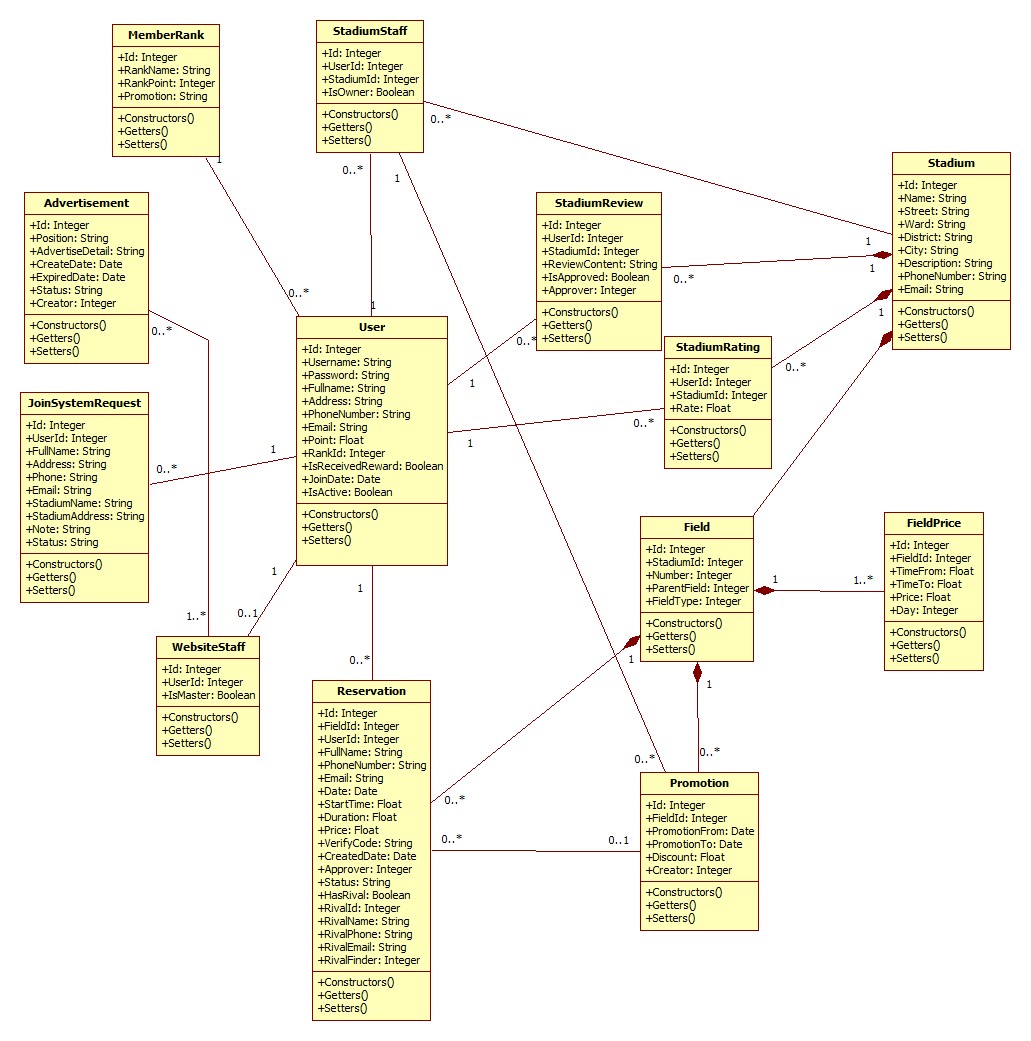 MemberRank
+Id: Integer
+RankName: String
+RankPoint: Integer
+Promotion: String
+Constructors()
+Getters()
+Setters()
1
0..*
StadiumStaff
+Id: Integer
+UserId: Integer
+StadiumId: Integer
+IsOwner: Boolean
+Constructors()
+Getters()
+Setters()
0..*
0..*
1
1
Stadium
+Id: Integer
+Name: String
+Street: String
+Ward: String
+District: String
+City: String
+Description: String
+PhoneNumber: String
+Email: String
+Constructors()
+Getters()
+Setters()
1
1
1
Advertisement
+Id: Integer
+Position: String
+AdvertiseDetail: String
+CreateDate: Date
+ExpiredDate: Date
+Status: String
+Creator: Integer
+Constructors()
+Getters()
+Setters()
0..*
StadiumReview
+Id: Integer
+UserId: Integer
+StadiumId: Integer
+ReviewContent: String
+IsApproved: Boolean
+Approver: Integer
+Constructors()
+Getters()
+Setters()
0..*
0..*
StadiumRating
+Id: Integer
+UserId: Integer
+StadiumId: Integer
+Rate: Float
+Constructors()
+Getters()
+Setters()
0..*
0..*
User
+Id: Integer
+Username: String
+Password: String
+Fullname: String
+Address: String
+PhoneNumber: String
+Email: String
+Point: Float
+RankId: Integer
+IsReceivedReward: Boolean
+JoinDate: Date
+IsActive: Boolean
+Constructors()
+Getters()
+Setters()
1
1
1
1
1
JoinSystemRequest
+Id: Integer
+UserId: Integer
+FullName: String
+Address: String
+Phone: String
+Email: String
+StadiumName: String
+StadiumAddress: String
+Note: String
+Status: String
+Constructors()
+Getters()
+Setters()
0..*
Field
+Id: Integer
+StadiumId: Integer
+Number: Integer
+ParentField: Integer
+FieldType: Integer
+Constructors()
+Getters()
+Setters()
1
1..*
1
1
FieldPrice
+Id: Integer
+FieldId: Integer
+TimeFrom: Float
+TimeTo: Float
+Price: Float
+Day: Integer
+Constructors()
+Getters()
+Setters()
1..*
0..1
WebsiteStaff
+Id: Integer
+UserId: Integer
+IsMaster: Boolean
+Constructors()
+Getters()
+Setters()
0..*
Reservation
+Id: Integer
+FieldId: Integer
+UserId: Integer
+FullName: String
+PhoneNumber: String
+Email: String
+Date: Date
+StartTime: Float
+Duration: Float
+Price: Float
+VerifyCode: String
+CreatedDate: Date
+Approver: Integer
+Status: String
+HasRival: Boolean
+RivalId: Integer
+RivalName: String
+RivalPhone: String
+RivalEmail: String
+RivalFinder: Integer
+Constructors()
+Getters()
+Setters()
0..*
0..*
0..1
0..*
0..*
Promotion
+Id: Integer
+FieldId: Integer
+PromotionFrom: Date
+PromotionTo: Date
+Discount: Float
+Creator: Integer
+Constructors()
+Getters()
+Setters()